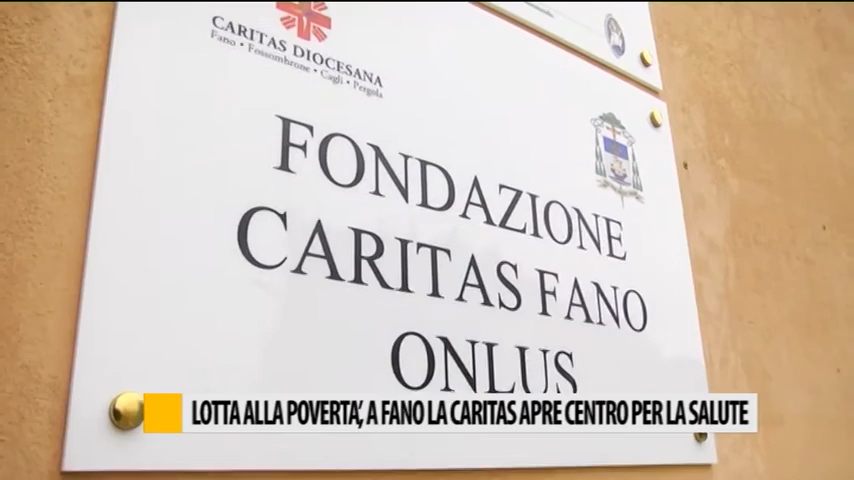 CARITAS DIOCESANA
Fano • Fossombrone • Cagli • Pergola
FONDAZIONE
CARITAS FANO
ONLUS
LOTTA ALLA POVERTA', A FANO LA CARITAS APRE CENTRO PER LA SALUTE